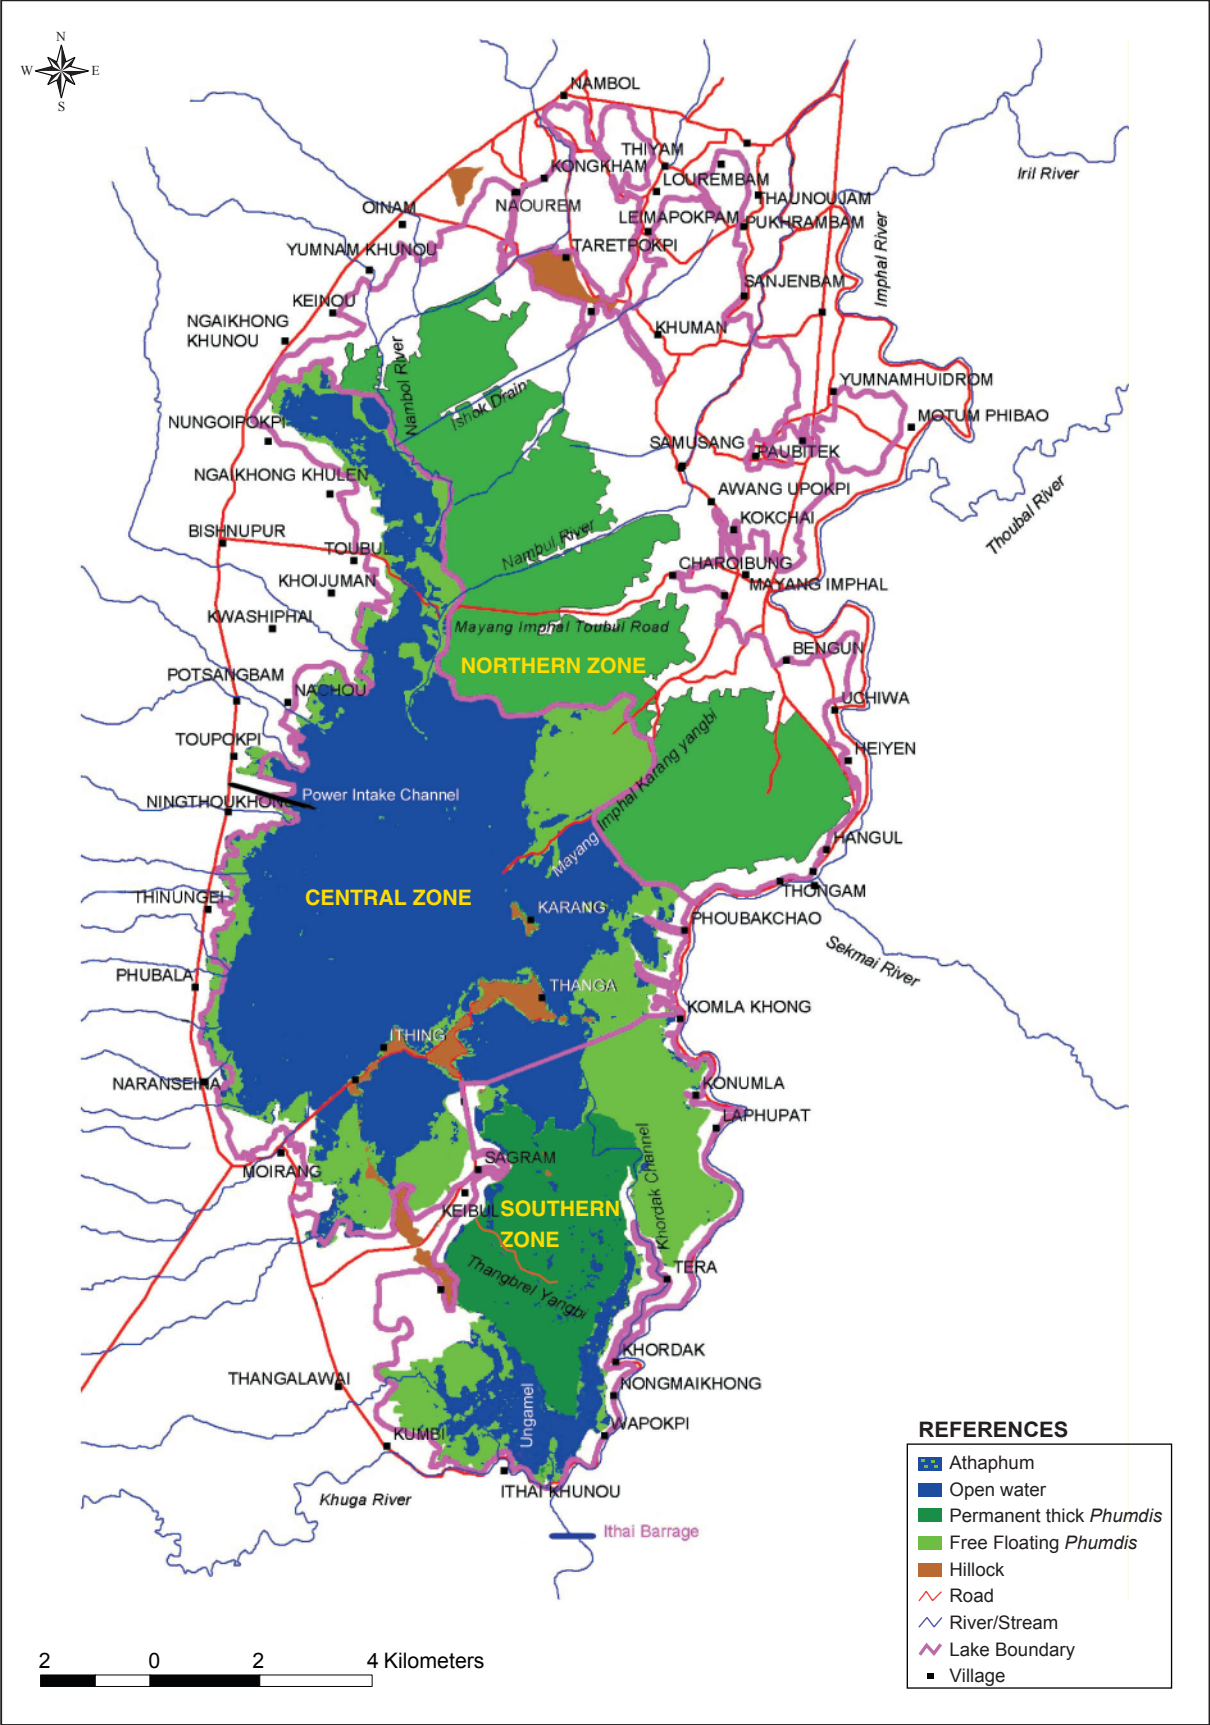 N
W E
S
NAMBOL
THIYAM
KONGKHAM
LOUREMBAM
Iril River
THAUNOUJAM
NAOUREM
OINAM
LEIMAPOKPAM
PUKHRAMBAM
TARETPOKPI
YUMNAM KHUNOU
Imphal River
SANJENBAM
KEINOU
NGAIKHONG
KHUNOU
KHUMAN
Nambol River
YUMNAMHUIDROM
Ishok Drain
MOTUM PHIBAO
NUNGOIPOKPI
SAMUSANG
PAUBITEK
NGAIKHONG KHULEN
AWANG UPOKPI
KOKCHAI
Thoubal River
BISHNUPUR
Nambul River
TOUBUL
CHAROIBUNG
KHOIJUMAN
MAYANG IMPHAL
KWASHIPHAI
Mayang Imphal Toubul Road
BENGUN
NORTHERN ZONE
POTSANGBAM
NACHOU
UCHIWA
TOUPOKPI
HEIYEN
Mayang Imphal Karang yangbi
Power Intake Channel
NINGTHOUKHONG
HANGUL
CENTRAL ZONE
THINUNGEI
THONGAM
KARANG
PHOUBAKCHAO
Sekmai River
PHUBALA
THANGA
KOMLA KHONG
ITHING
NARANSEINA
KONUMLA
LAPHUPAT
Khordak Channel
SAGRAM
MOIRANG
KEIBUL
SOUTHERN
ZONE
Thangbrel Yangbi
TERA
KHORDAK
THANGALAWAI
NONGMAIKHONG
Ungamel
WAPOKPI
KUMBI
ITHAI KHUNOU
Khuga River
Ithai Barrage
REFERENCES
Athaphum
Open water
Permanent thick Phumdis
Free Floating Phumdis
Hillock
Road
River/Stream
Lake Boundary
Village
2 0 2 4 Kilometers